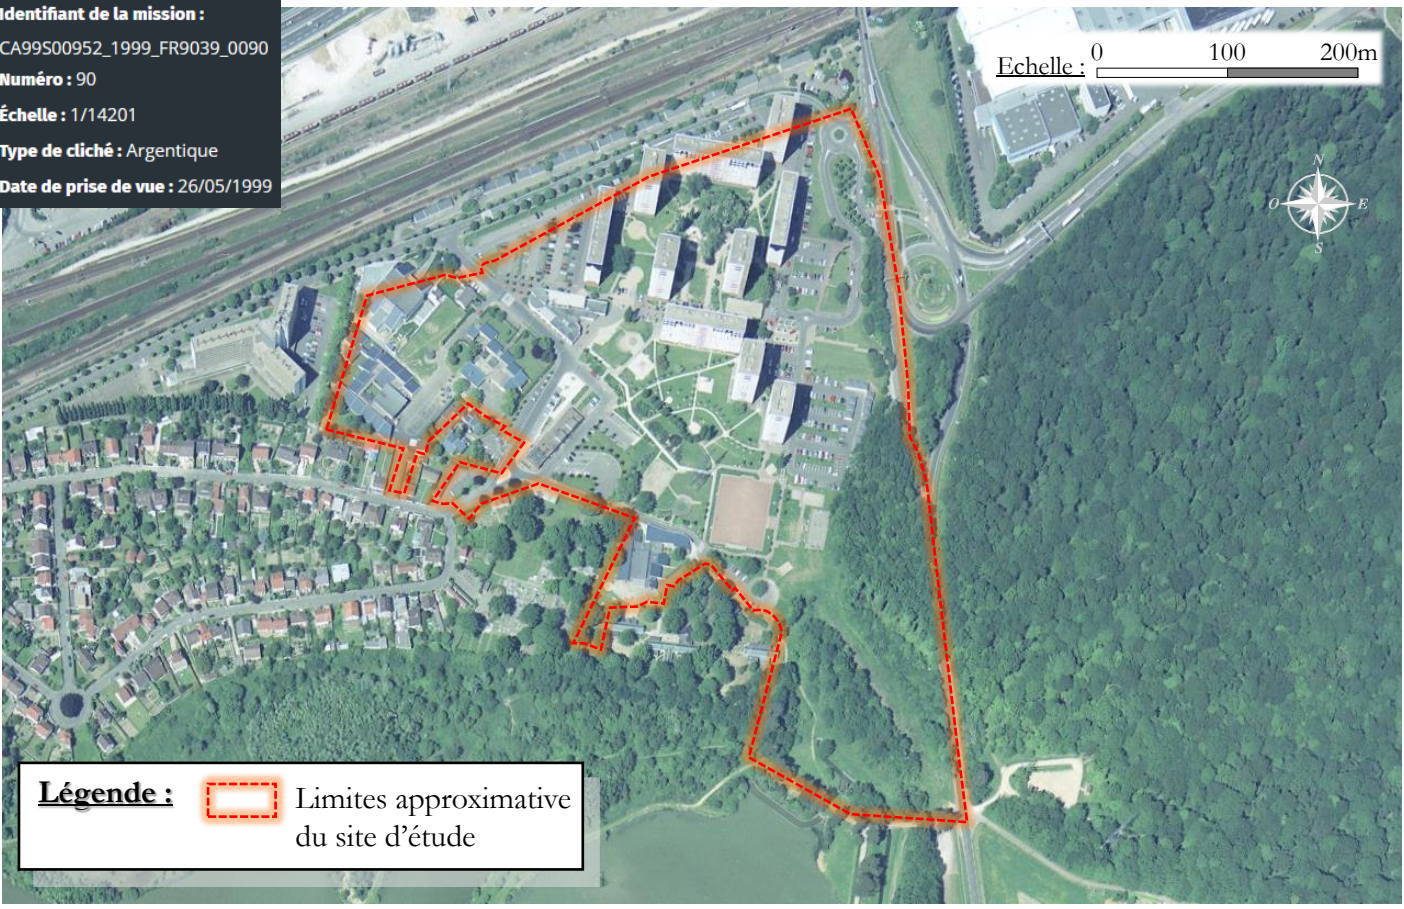 Identifiant de la mission :
CA99S00952_1999_FR9039_0090
Numéro : 90
Échelle : 1/14201
Type de cliché : Argentique
Date de prise de vue : 26/05/1999
Echelle : 0 100 200m
N
O E
S
Légende :
Limites approximative
du site d’étude